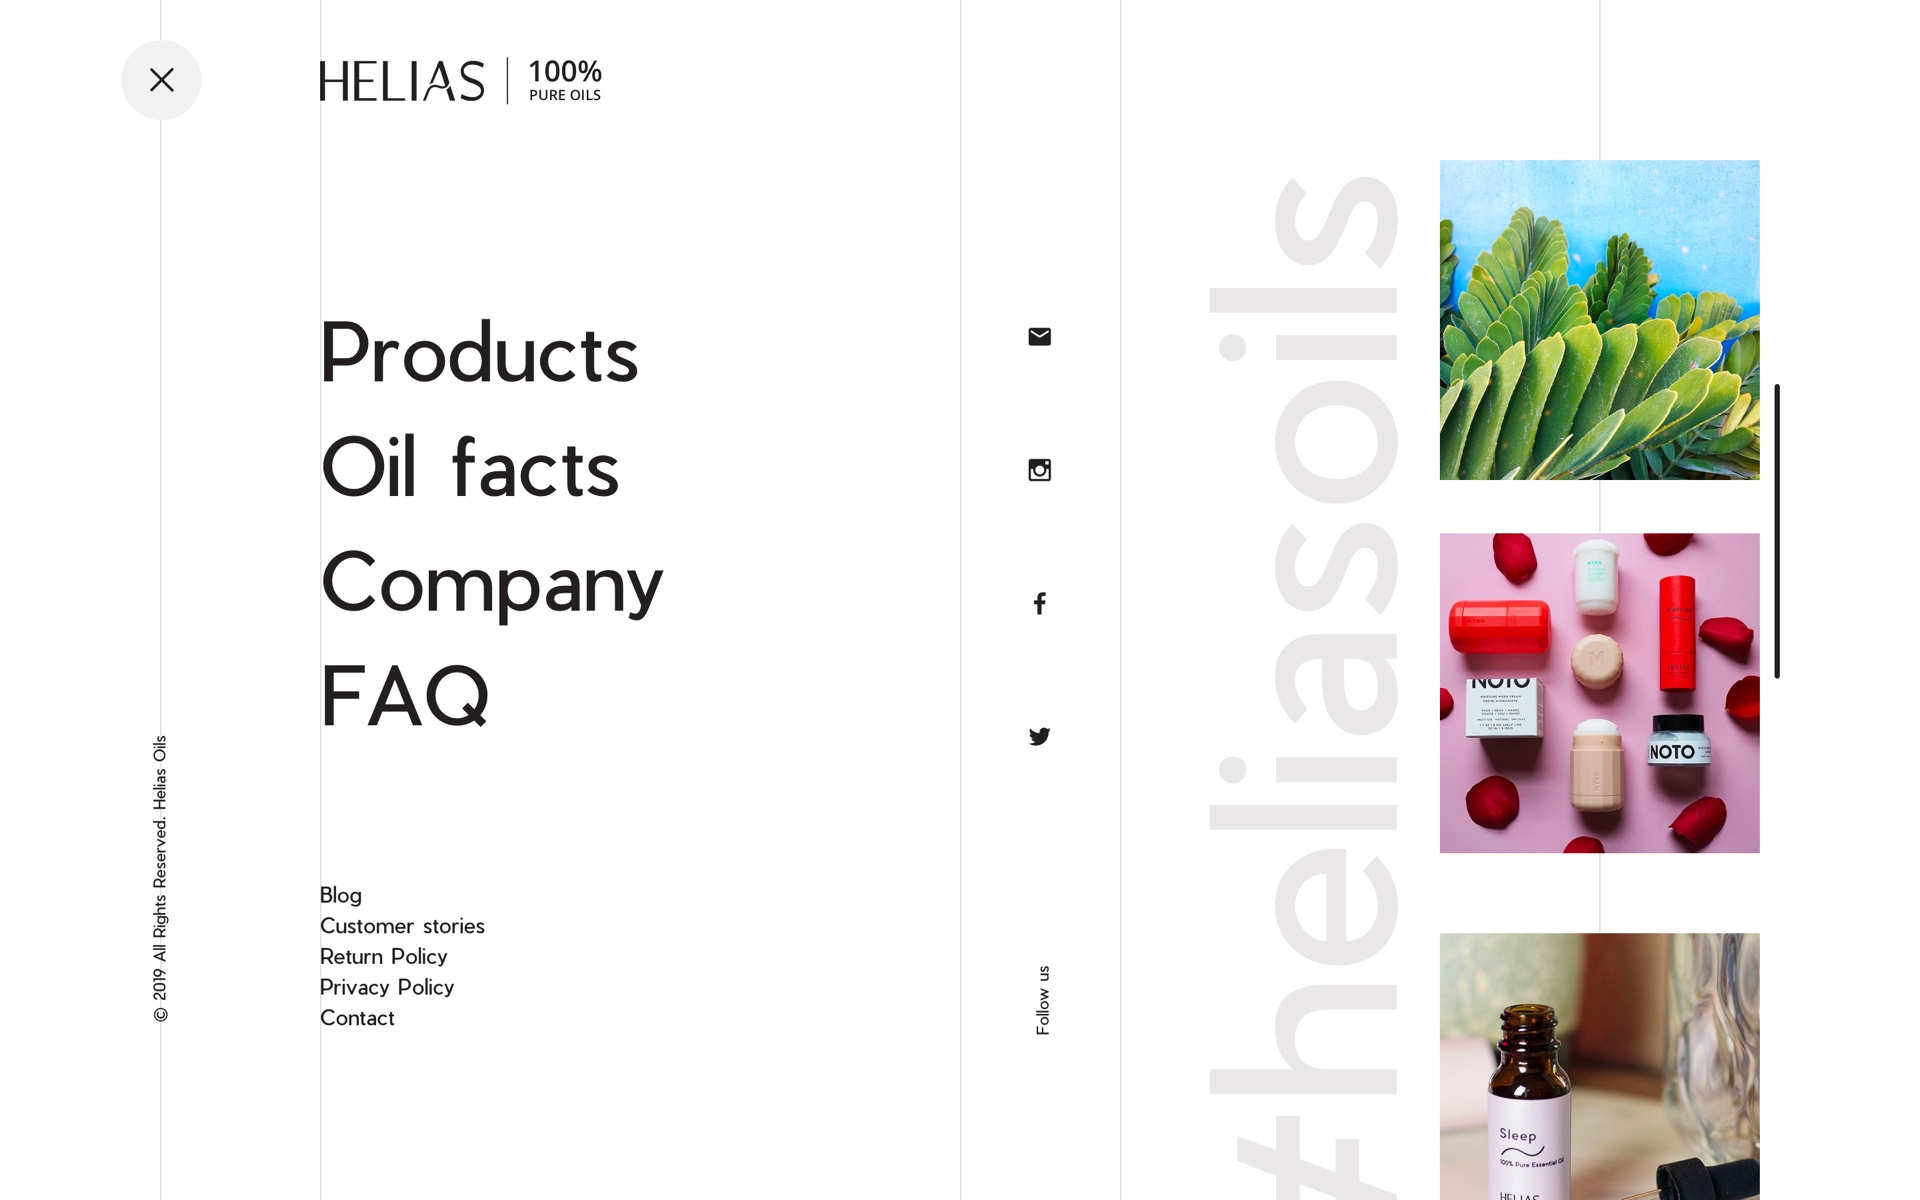 HELIAS
100%
PURE OILS
Products
Oil facts
Company
FAQ
Blog
Customer stories
Return Policy
Privacy Policy
Contact
© 2019 All Rights Reserved. Helias Oils
Follow us
#heliasoils
NOTO
NOTO
Sleep
100% Pure Essential Oil
HELIAS